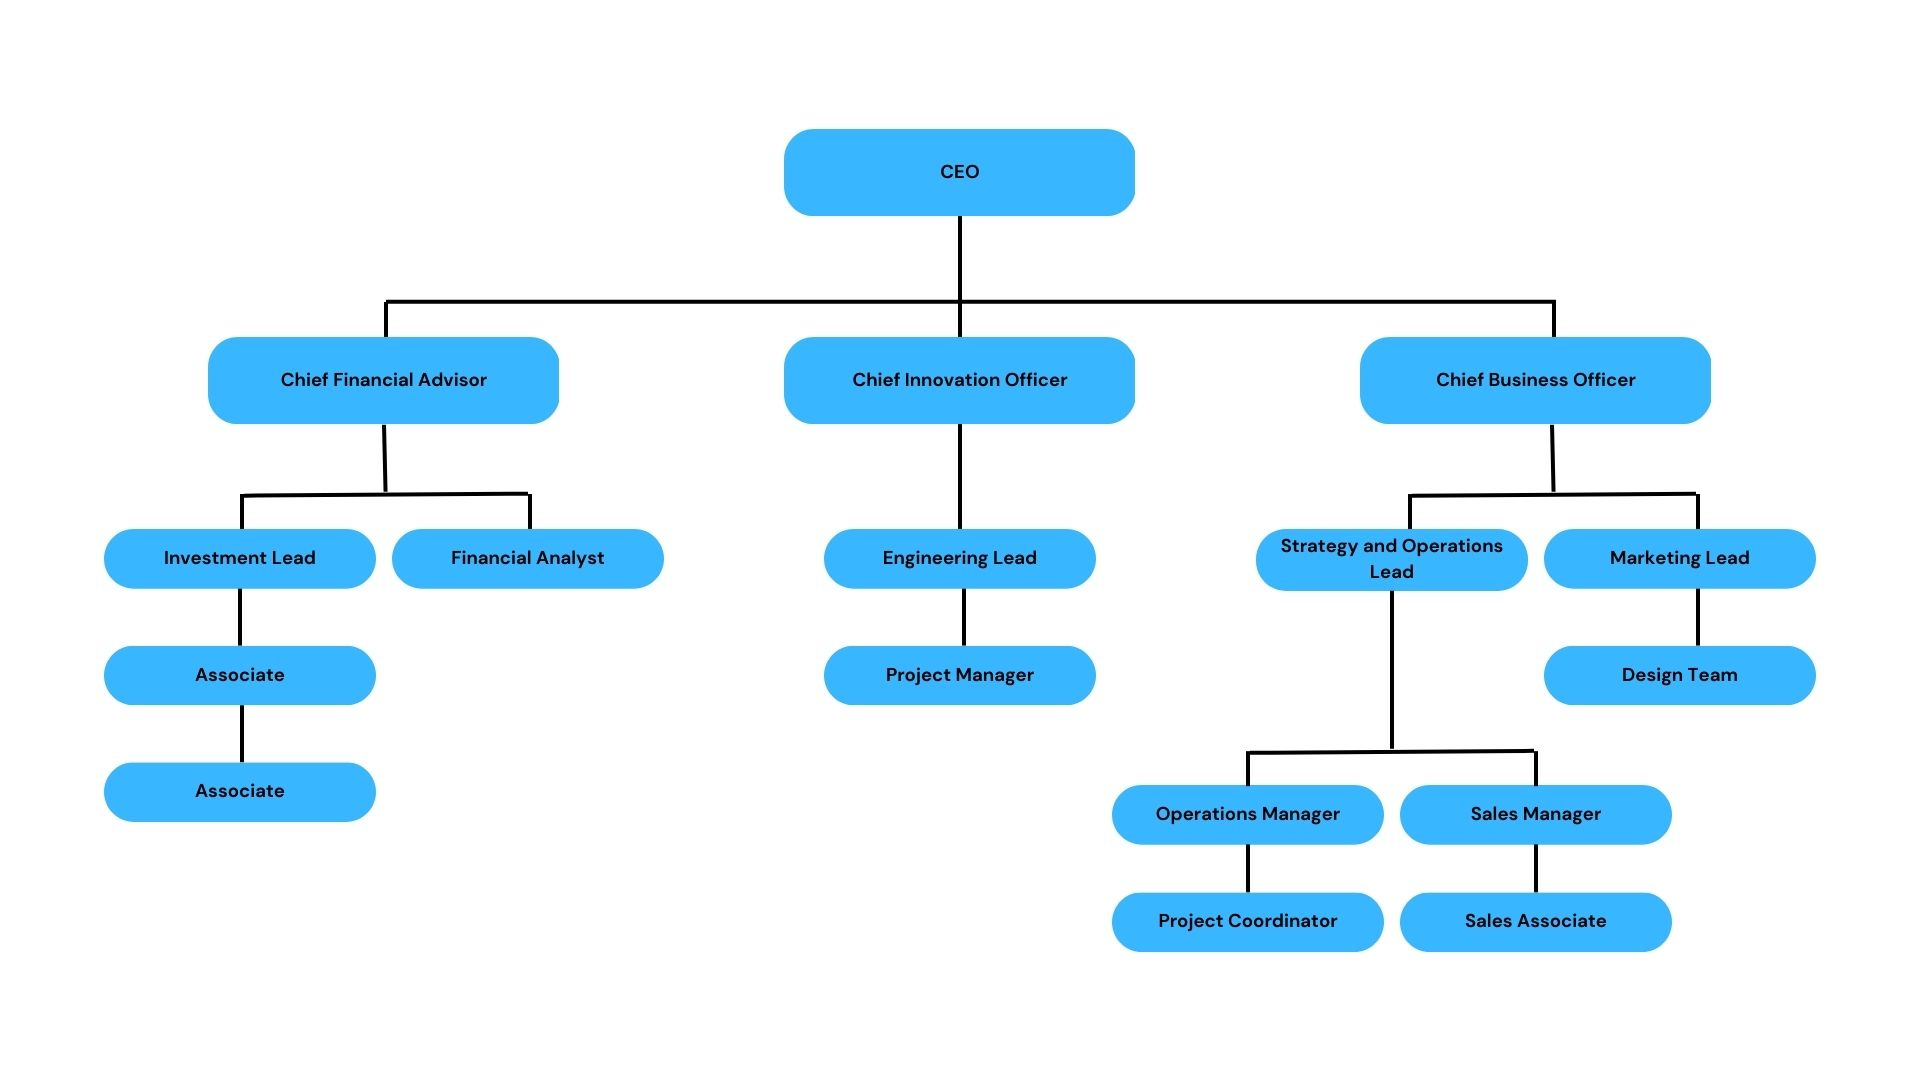 CEO
Chief Financial Advisor
Chief Innovation Officer
Chief Business Officer
Investment Lead
Financial Analyst
Engineering Lead
Strategy and Operations
Lead
Marketing Lead
Associate
Project Manager
Design Team
Associate
Operations Manager
Sales Manager
Project Coordinator
Sales Associate